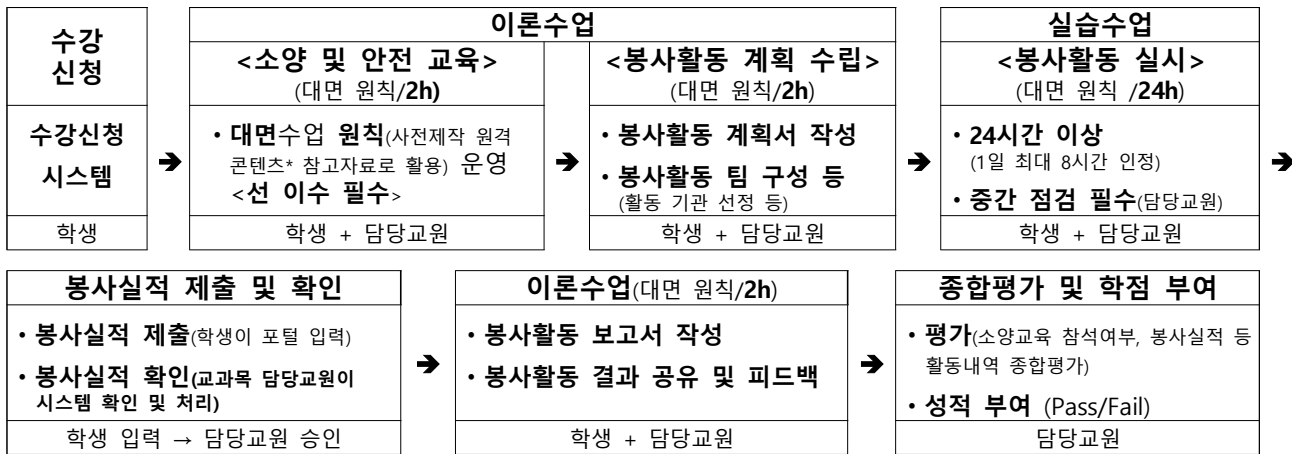 수강
신청
수강신청
시스템
학생
➔
이론수업
<소양 및 안전 교육>
(대면 원칙/2h)
• 대면수업 원칙(사전제작 원격
콘텐츠* 참고자료로 활용) 운영
<선 이수 필수>
학생 + 담당교원
➔
<봉사활동 계획 수립>
(대면 원칙/2h)
• 봉사활동 계획서 작성
• 봉사활동 팀 구성 등
(활동 기관 선정 등)
학생 + 담당교원
➔
실습수업
<봉사활동 실시>
(대면 원칙 /24h)
• 24시간 이상
(1일 최대 8시간 인정)
• 중간 점검 필수(담당교원)
학생 + 담당교원
➔
봉사실적 제출 및 확인
• 봉사실적 제출(학생이 포털 입력)
• 봉사실적 확인(교과목 담당교원이
시스템 확인 및 처리)
학생 입력 → 담당교원 승인
➔
이론수업(대면 원칙/2h)
• 봉사활동 보고서 작성
• 봉사활동 결과 공유 및 피드백
학생 + 담당교원
➔
종합평가 및 학점 부여
• 평가(소양교육 참석여부, 봉사실적 등
활동내역 종합평가)
• 성적 부여 (Pass/Fail)
담당교원